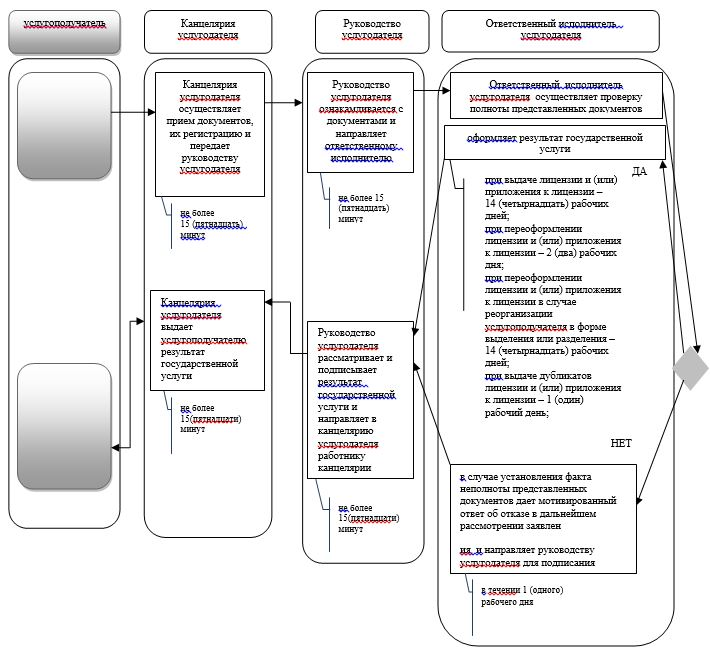 услугополучатель
Канцелярия
услугодателя
Руководство
услугодателя
Ответственный исполнитель
услугодателя
Канцелярия
услугодателя
осуществляет
прием документов,
их регистрацию и
передает
руководству
услугодателя
не более
15 (пятнадцать)
минут
Руководство
услугодателя
ознакамливается с
документами и
направляет
ответственному
исполнителю
не более 15
(пятнадцать)
минут
Ответственный исполнитель
услугодателя осуществляет проверку
полноты представленных документов
оформляет результат государственной
услуги
ДА
при выдаче лицензии и (или)
приложения к лицензии –
14 (четырнадцать) рабочих
дней;
при переоформлении
лицензии и (или) приложения
к лицензии – 2 (два) рабочих
дня;
при переоформлении
лицензии и (или) приложения
к лицензии в случае
реорганизации
услугополучателя в форме
выделения или разделения –
14 (четырнадцать) рабочих
дней;
при выдаче дубликатов
лицензии и (или) приложения
к лицензии – 1 (один)
рабочий день;
НЕТ
Канцелярия
услугодателя
выдает
услугополучателю
результат
государственной
услуги
не более
15(пятнадцати)
минут
Руководство
услугодателя
рассматривает и
подписывает
результат
государственной
услуги и
направляет в
канцелярию
услугодателя
работнику
канцелярии
не более
15(пятнадцати)
минут
в случае установления факта
неполноты представленных
документов дает мотивированный
ответ об отказе в дальнейшем
рассмотрении заявлен
ия, и направляет руководству
услугодателя для подписания
в течении 1 (одного)
рабочего дня